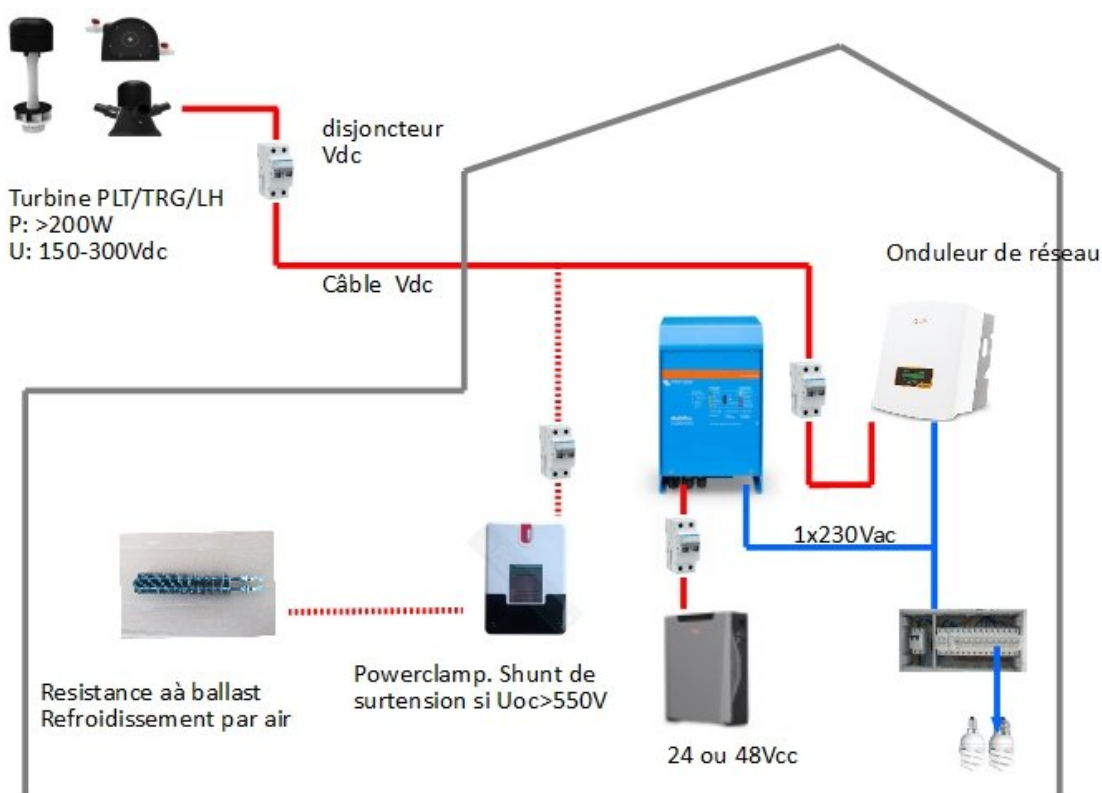 disjoncteur
Vdc
Turbine PLT/TRG/LH
P: >200W
U: 150-300Vdc
Câble Vdc
Onduleur de réseau
1x230Vac
Resistance aà ballast
Refroidissement par air
Powerclamp. Shunt de
surtension si Uoc>550V
24 ou 48Vcc